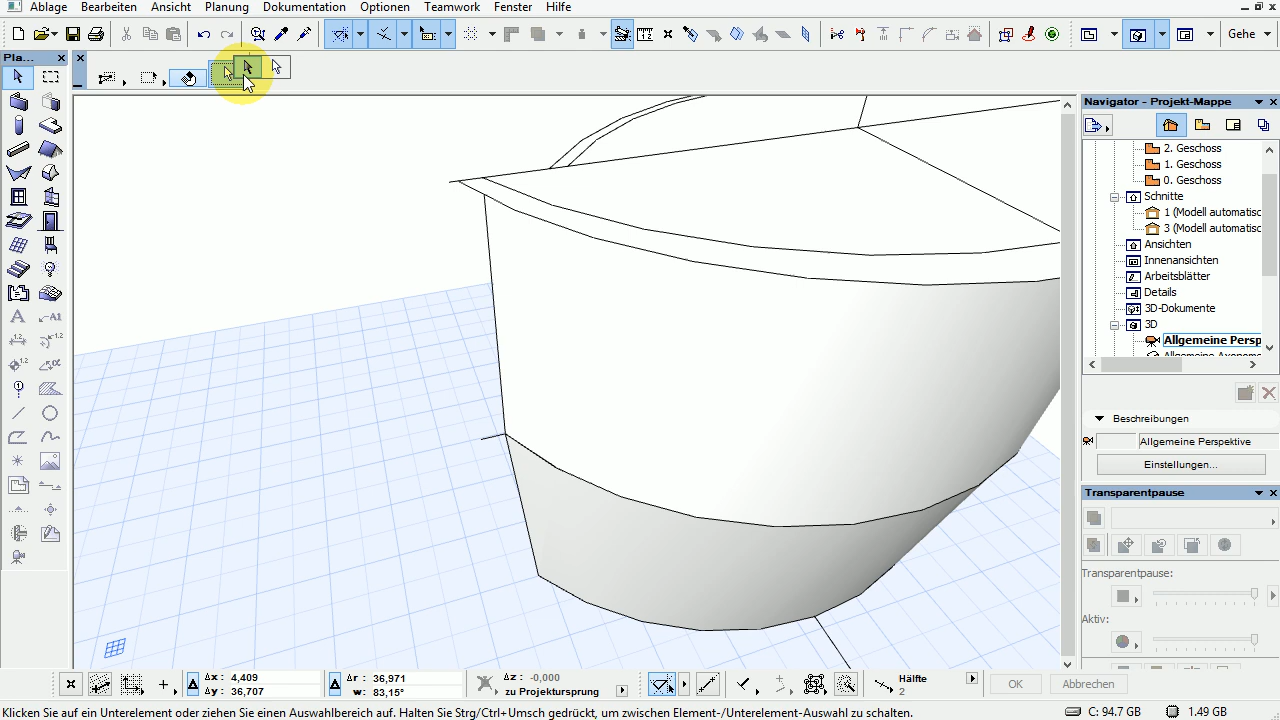 Ablage Bearbeiten Ansicht Planung Dokumentation Optionen Teamwork Fenster Hilfe
Gehe
Pla...
Navigator - Projekt-Mappe
2. Geschoss
1. Geschoss
0. Geschoss
Schnitte
1 (Modell automatisc
3 (Modell automatisc
Ansichten
Innenansichten
Arbeitsblätter
Details
3D-Dokumente
3D
Allgemeine Persp
Beschreibungen
Allgemeine Perspektive
Einstellungen...
Transparentpause
Transparentpause:
Aktiv:
A A1
Δx: 4,409
Δy: 36,707
Δr: 36,971
w: 83,15°
Δz: -0,000
zu Projektursprung
Hälfte
2
OK Abbrechen
Klicken Sie auf ein Unterelement oder ziehen Sie einen Auswahlbereich auf. Halten Sie Strg/Ctrl+Umsch gedrückt, um zwischen Element-/Unterelement-Auswahl zu schalten.
C: 94.7 GB
1.49 GB